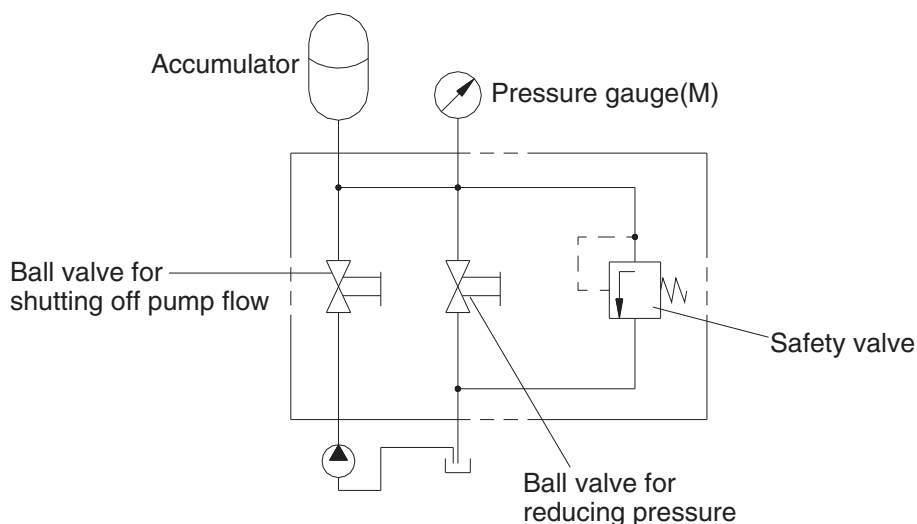 Accumulator
Pressure gauge(M)
Ball valve for
shutting off pump flow
Safety valve
Ball valve for
reducing pressure